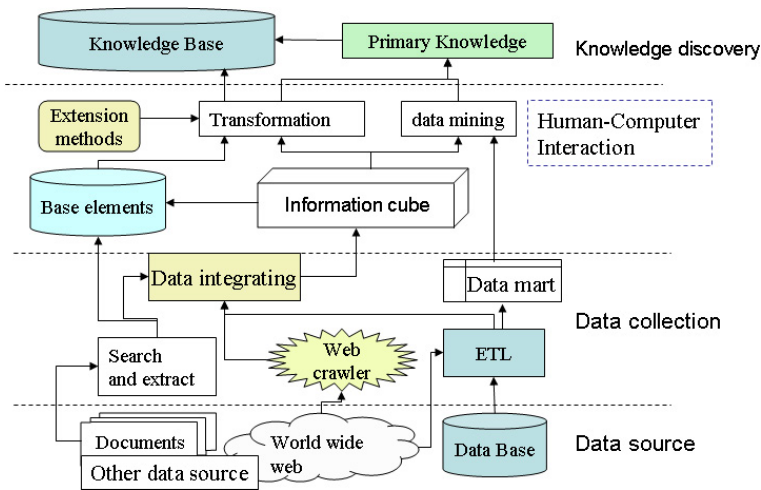 Knowledge Base
Primary Knowledge
Knowledge discovery
Extension
methods
Transformation
data mining
Human-Computer
Interaction
Base elements
Information cube
Data integrating
Data mart
Data collection
Search
and extract
Web
crawler
ETL
Documents
World wide
web
Data Base
Data source
Other data source